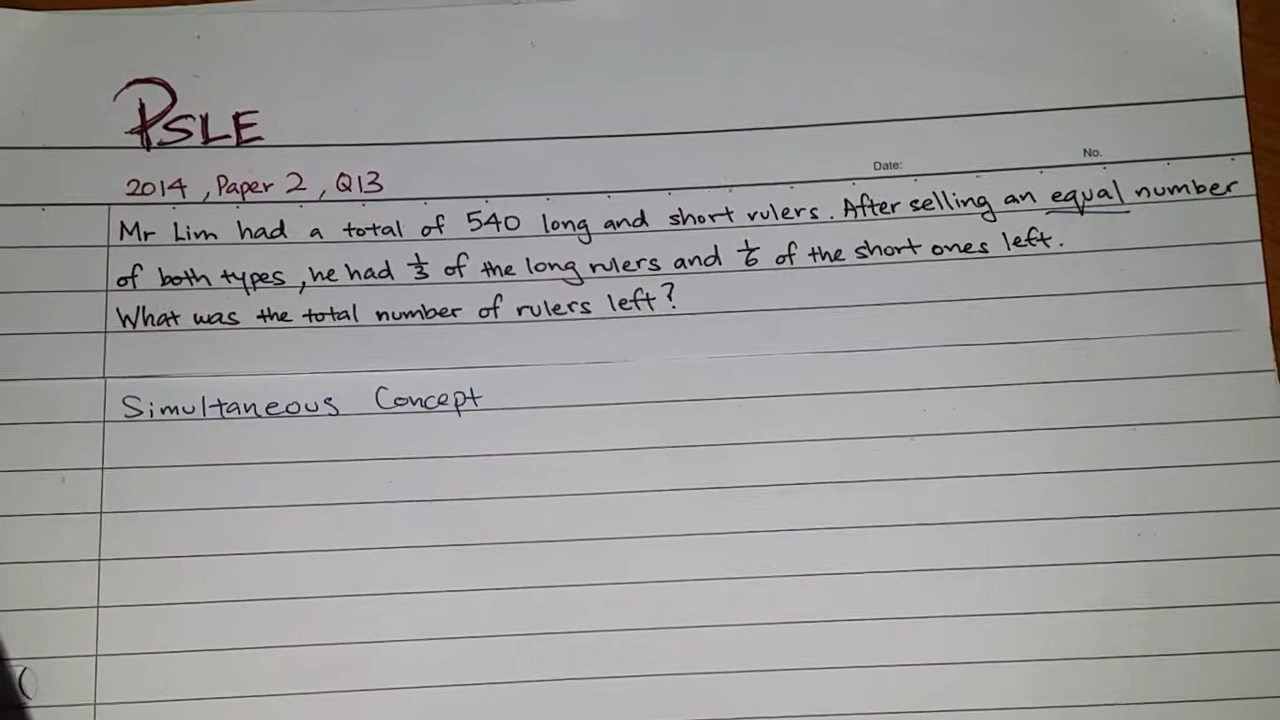 PSLE
Date:
No.
2014, Paper 2, Q13
Mr Lim had a total of 540 long and short rulers. After selling an equal number
of both types, he had 1/3 of the long rulers and 1/6 of the short ones left.
What was the total number of rulers left?
Simultaneous Concept
(